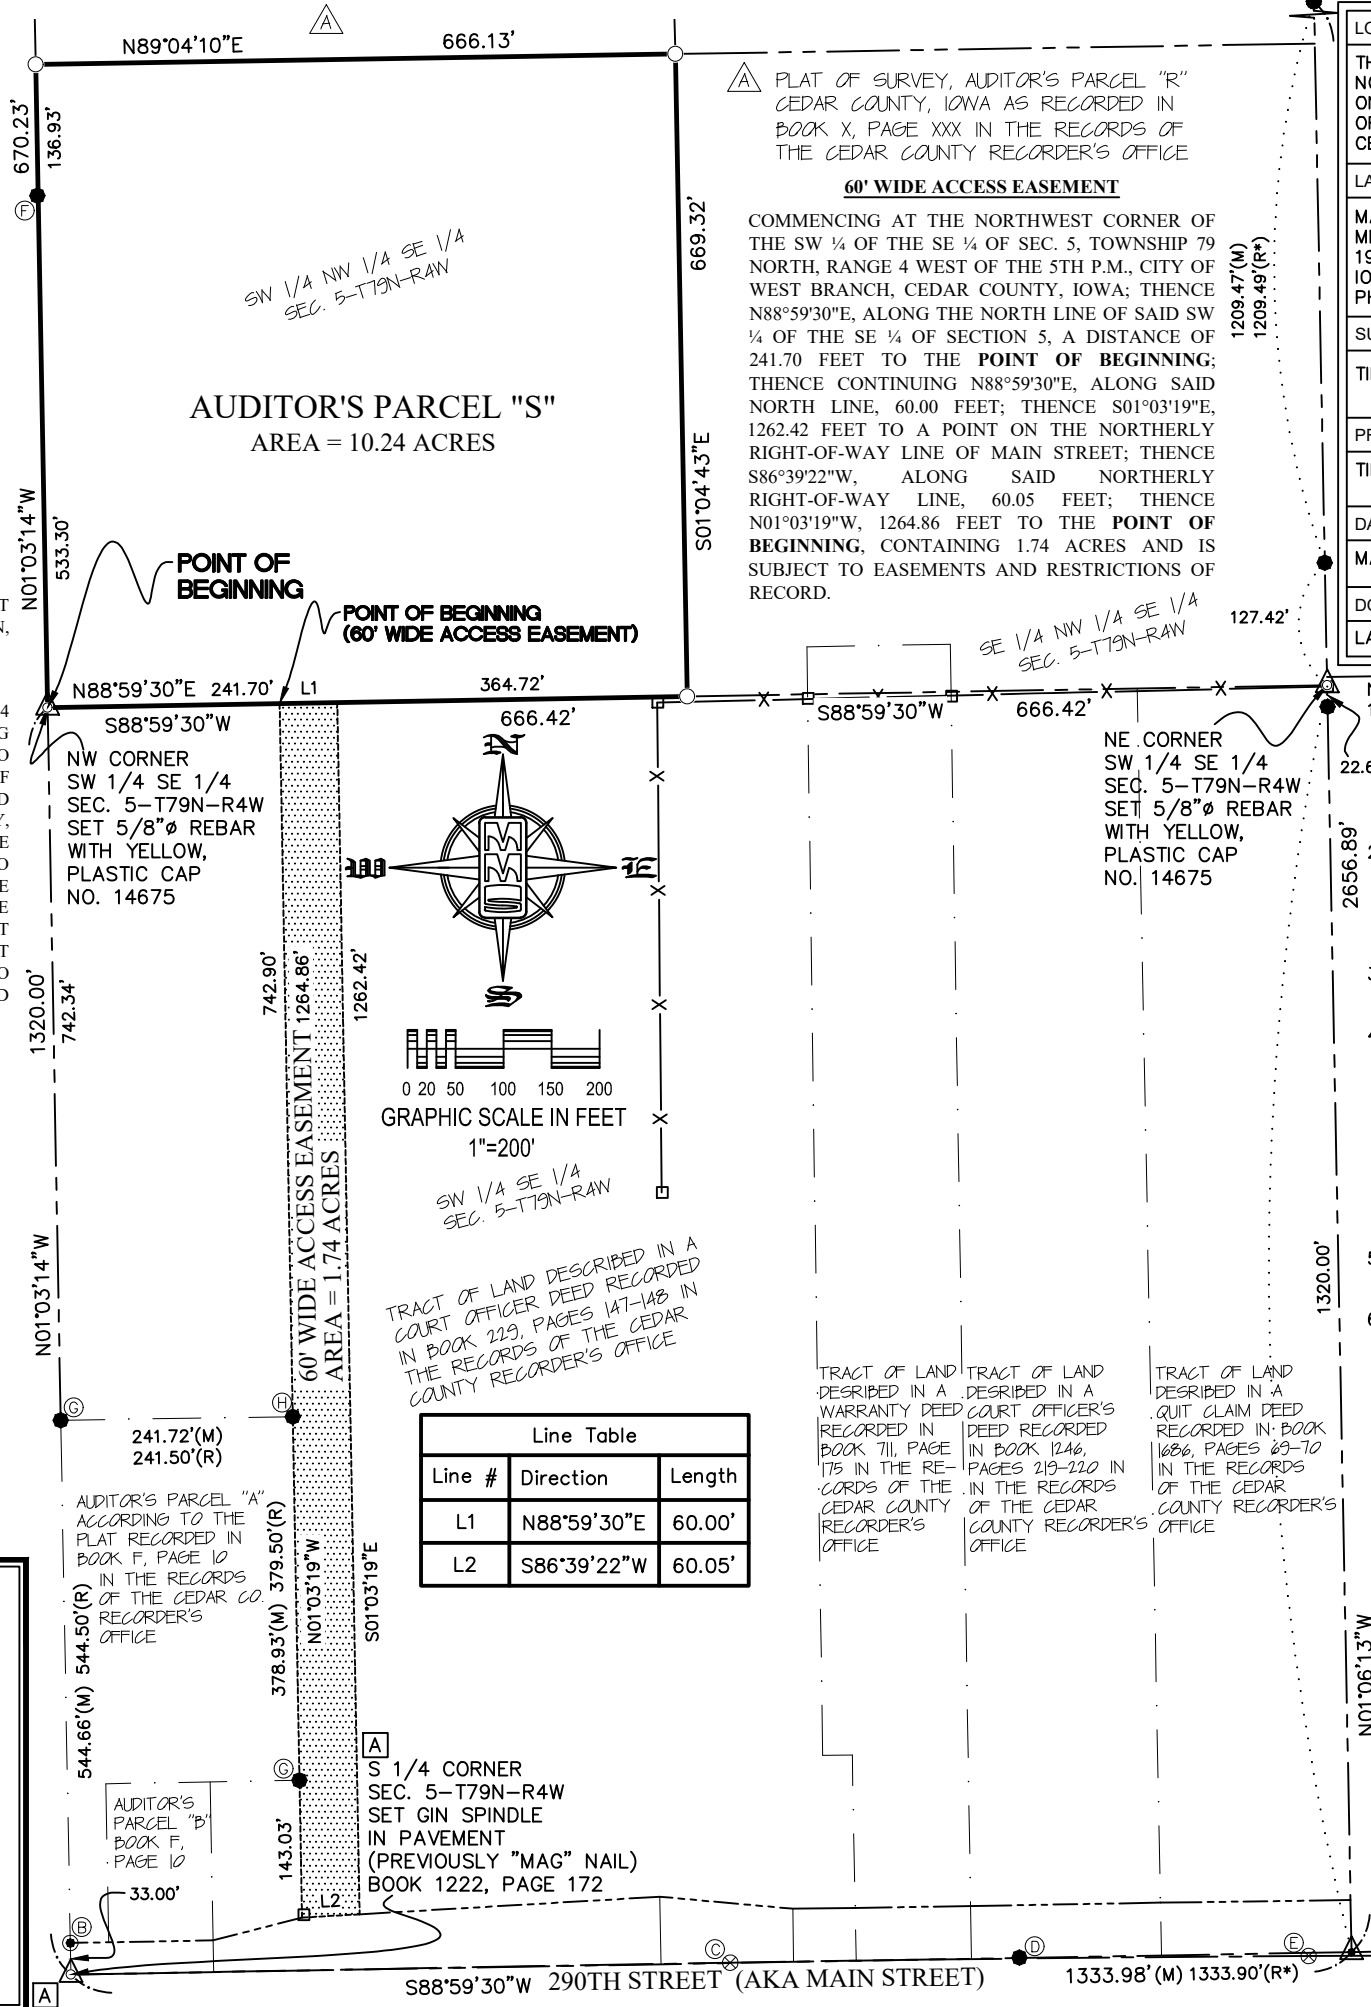 A
N89°04'10"E 666.13'
670.23'
136.93'
F
SW 1/4 NW 1/4 SE 1/4
SEC. 5-T79N-R4W
AUDITOR'S PARCEL "S"
AREA = 10.24 ACRES
669.32'
S01°04'43"E
N01°03'14"W
533.30'
POINT OF
BEGINNING
POINT OF BEGINNING
(60' WIDE ACCESS EASEMENT)
A PLAT OF SURVEY, AUDITOR'S PARCEL "R"
CEDAR COUNTY, IOWA AS RECORDED IN
BOOK X, PAGE XXX IN THE RECORDS OF
THE CEDAR COUNTY RECORDER'S OFFICE
60' WIDE ACCESS EASEMENT
COMMENCING AT THE NORTHWEST CORNER OF
THE SW ¼ OF THE SE ¼ OF SEC. 5, TOWNSHIP 79
NORTH, RANGE 4 WEST OF THE 5TH P.M., CITY OF
WEST BRANCH, CEDAR COUNTY, IOWA; THENCE
N88°59'30"E, ALONG THE NORTH LINE OF SAID SW
¼ OF THE SE ¼ OF SECTION 5, A DISTANCE OF
241.70 FEET TO THE POINT OF BEGINNING;
THENCE CONTINUING N88°59'30"E, ALONG SAID
NORTH LINE, 60.00 FEET; THENCE S01°03'19"E,
1262.42 FEET TO A POINT ON THE NORTHERLY
RIGHT-OF-WAY LINE OF MAIN STREET; THENCE
S86°39'22"W, ALONG SAID NORTHERLY
RIGHT-OF-WAY LINE, 60.05 FEET; THENCE
N01°03'19"W, 1264.86 FEET TO THE POINT OF
BEGINNING, CONTAINING 1.74 ACRES AND IS
SUBJECT TO EASEMENTS AND RESTRICTIONS OF
RECORD.
1209.47'(M)
1209.49'(R*)
SE 1/4 NW 1/4 SE 1/4
SEC. 5-T79N-R4W
127.42'
N88°59'30"E 241.70' L1 364.72'
S88°59'30"W 666.42'
S88°59'30"W 666.42'
NW CORNER
SW 1/4 SE 1/4
SEC. 5-T79N-R4W
SET 5/8"ø REBAR
WITH YELLOW,
PLASTIC CAP
NO. 14675
N
W E
S
MMS
NE CORNER
SW 1/4 SE 1/4
SEC. 5-T79N-R4W
SET 5/8"ø REBAR
WITH YELLOW,
PLASTIC CAP
NO. 14675
2656.89'
1320.00'
742.34'
N01°03'14"W
742.90'
1264.86'
1262.42'
60' WIDE ACCESS EASEMENT
AREA = 1.74 ACRES
0 20 50 100 150 200
GRAPHIC SCALE IN FEET
1"=200'
SW 1/4 SE 1/4
SEC. 5-T79N-R4W
TRACT OF LAND DESCRIBED IN A
COURT OFFICER DEED RECORDED
IN BOOK 229, PAGES 147-148 IN
THE RECORDS OF THE CEDAR
COUNTY RECORDER'S OFFICE
1320.00'
G H
241.72'(M)
241.50'(R)
Line Table
Line # Direction Length
L1 N88°59'30"E 60.00'
L2 S86°39'22"W 60.05'
TRACT OF LAND
DESRIBED IN A
WARRANTY DEED
RECORDED IN
BOOK 711, PAGE
175 IN THE RE-
CORDS OF THE
CEDAR COUNTY
RECORDER'S
OFFICE
TRACT OF LAND
DESRIBED IN A
COURT OFFICER'S
DEED RECORDED
IN BOOK 1246,
PAGES 219-220 IN
IN THE RECORDS
OF THE CEDAR
COUNTY RECORDER'S
OFFICE
TRACT OF LAND
DESRIBED IN A
QUIT CLAIM DEED
RECORDED IN BOOK
1686, PAGES 69-70
IN THE RECORDS
OF THE CEDAR
COUNTY RECORDER'S
OFFICE
AUDITOR'S PARCEL "A"
ACCORDING TO THE
PLAT RECORDED IN
BOOK F, PAGE 10
IN THE RECORDS
OF THE CEDAR CO.
RECORDER'S
OFFICE
544.66'(M) 544.50'(R)
378.93'(M) 379.50'(R)
N01°03'19"W
S01°03'19"E
N01°06'13"W
G
AUDITOR'S
PARCEL "B"
BOOK F,
PAGE 10
33.00'
143.03'
L2
A
S 1/4 CORNER
SEC. 5-T79N-R4W
SET GIN SPINDLE
IN PAVEMENT
(PREVIOUSLY "MAG" NAIL)
BOOK 1222, PAGE 172
B
C
D
E
A
S88°59'30"W 290TH STREET (AKA MAIN STREET) 1333.98'(M) 1333.90'(R*)